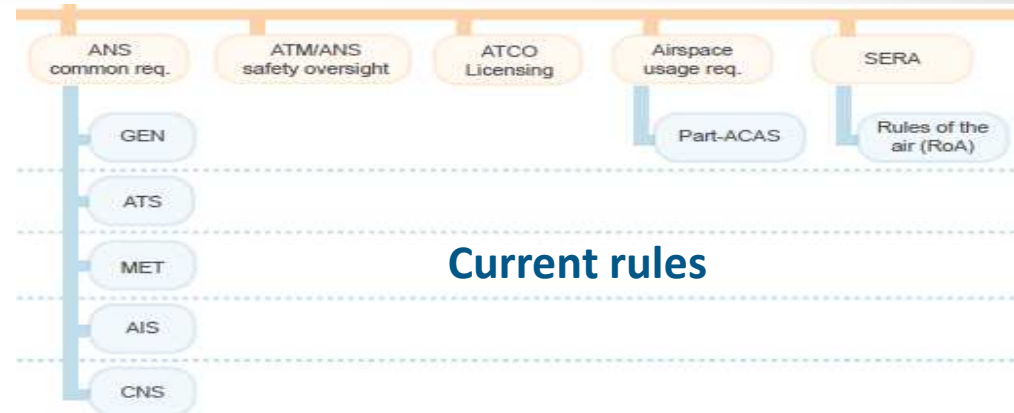 ANS
common req.
ATM/ANS
safety oversight
ATCO
Licensing
Airspace
usage req.
SERA
GEN
Part-ACAS
Rules of the
air (RoA)
ATS
MET
Current rules
AIS
CNS